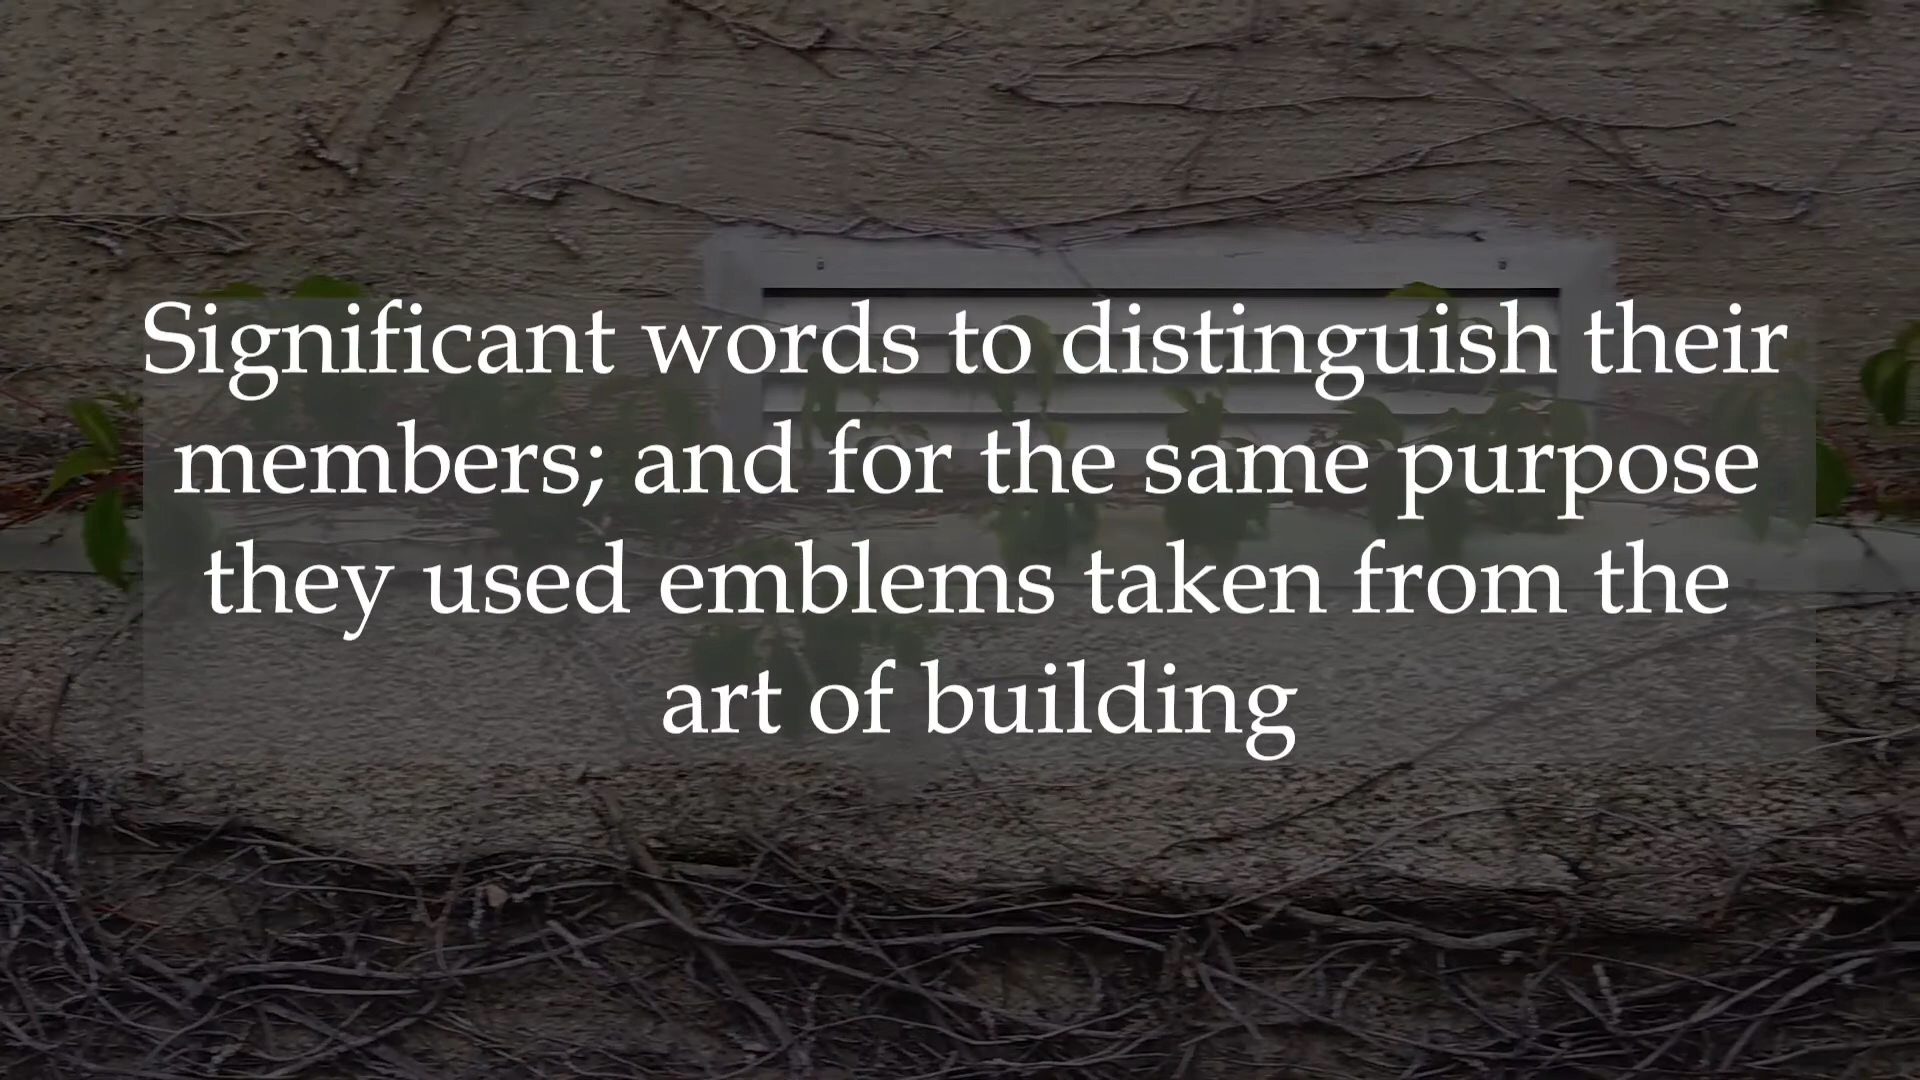 Significant words to distinguish their
members; and for the same purpose
they used emblems taken from the
art of building